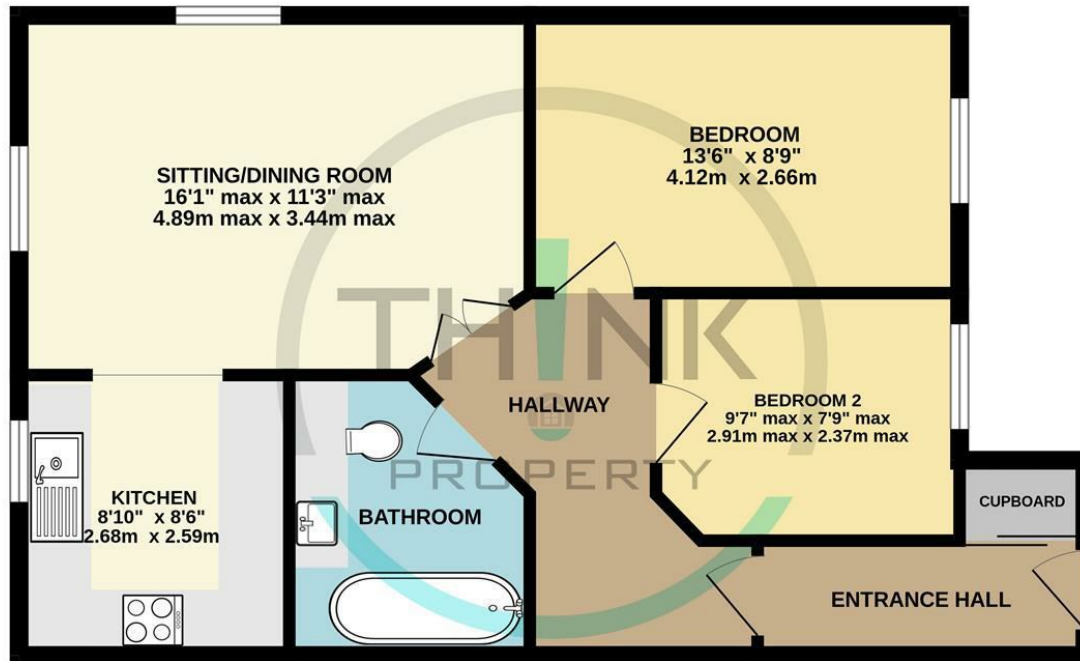 SITTING/DINING ROOM
16'1" max x 11'3" max
4.89m max x 3.44m max
BEDROOM
13'6" x 8'9"
4.12m x 2.66m
TH!NK
PROPERTY
HALLWAY
BEDROOM 2
9'7" max x 7'9" max
2.91m max x 2.37m max
KITCHEN
8'10" x 8'6"
2.68m x 2.59m
BATHROOM
CUPBOARD
ENTRANCE HALL